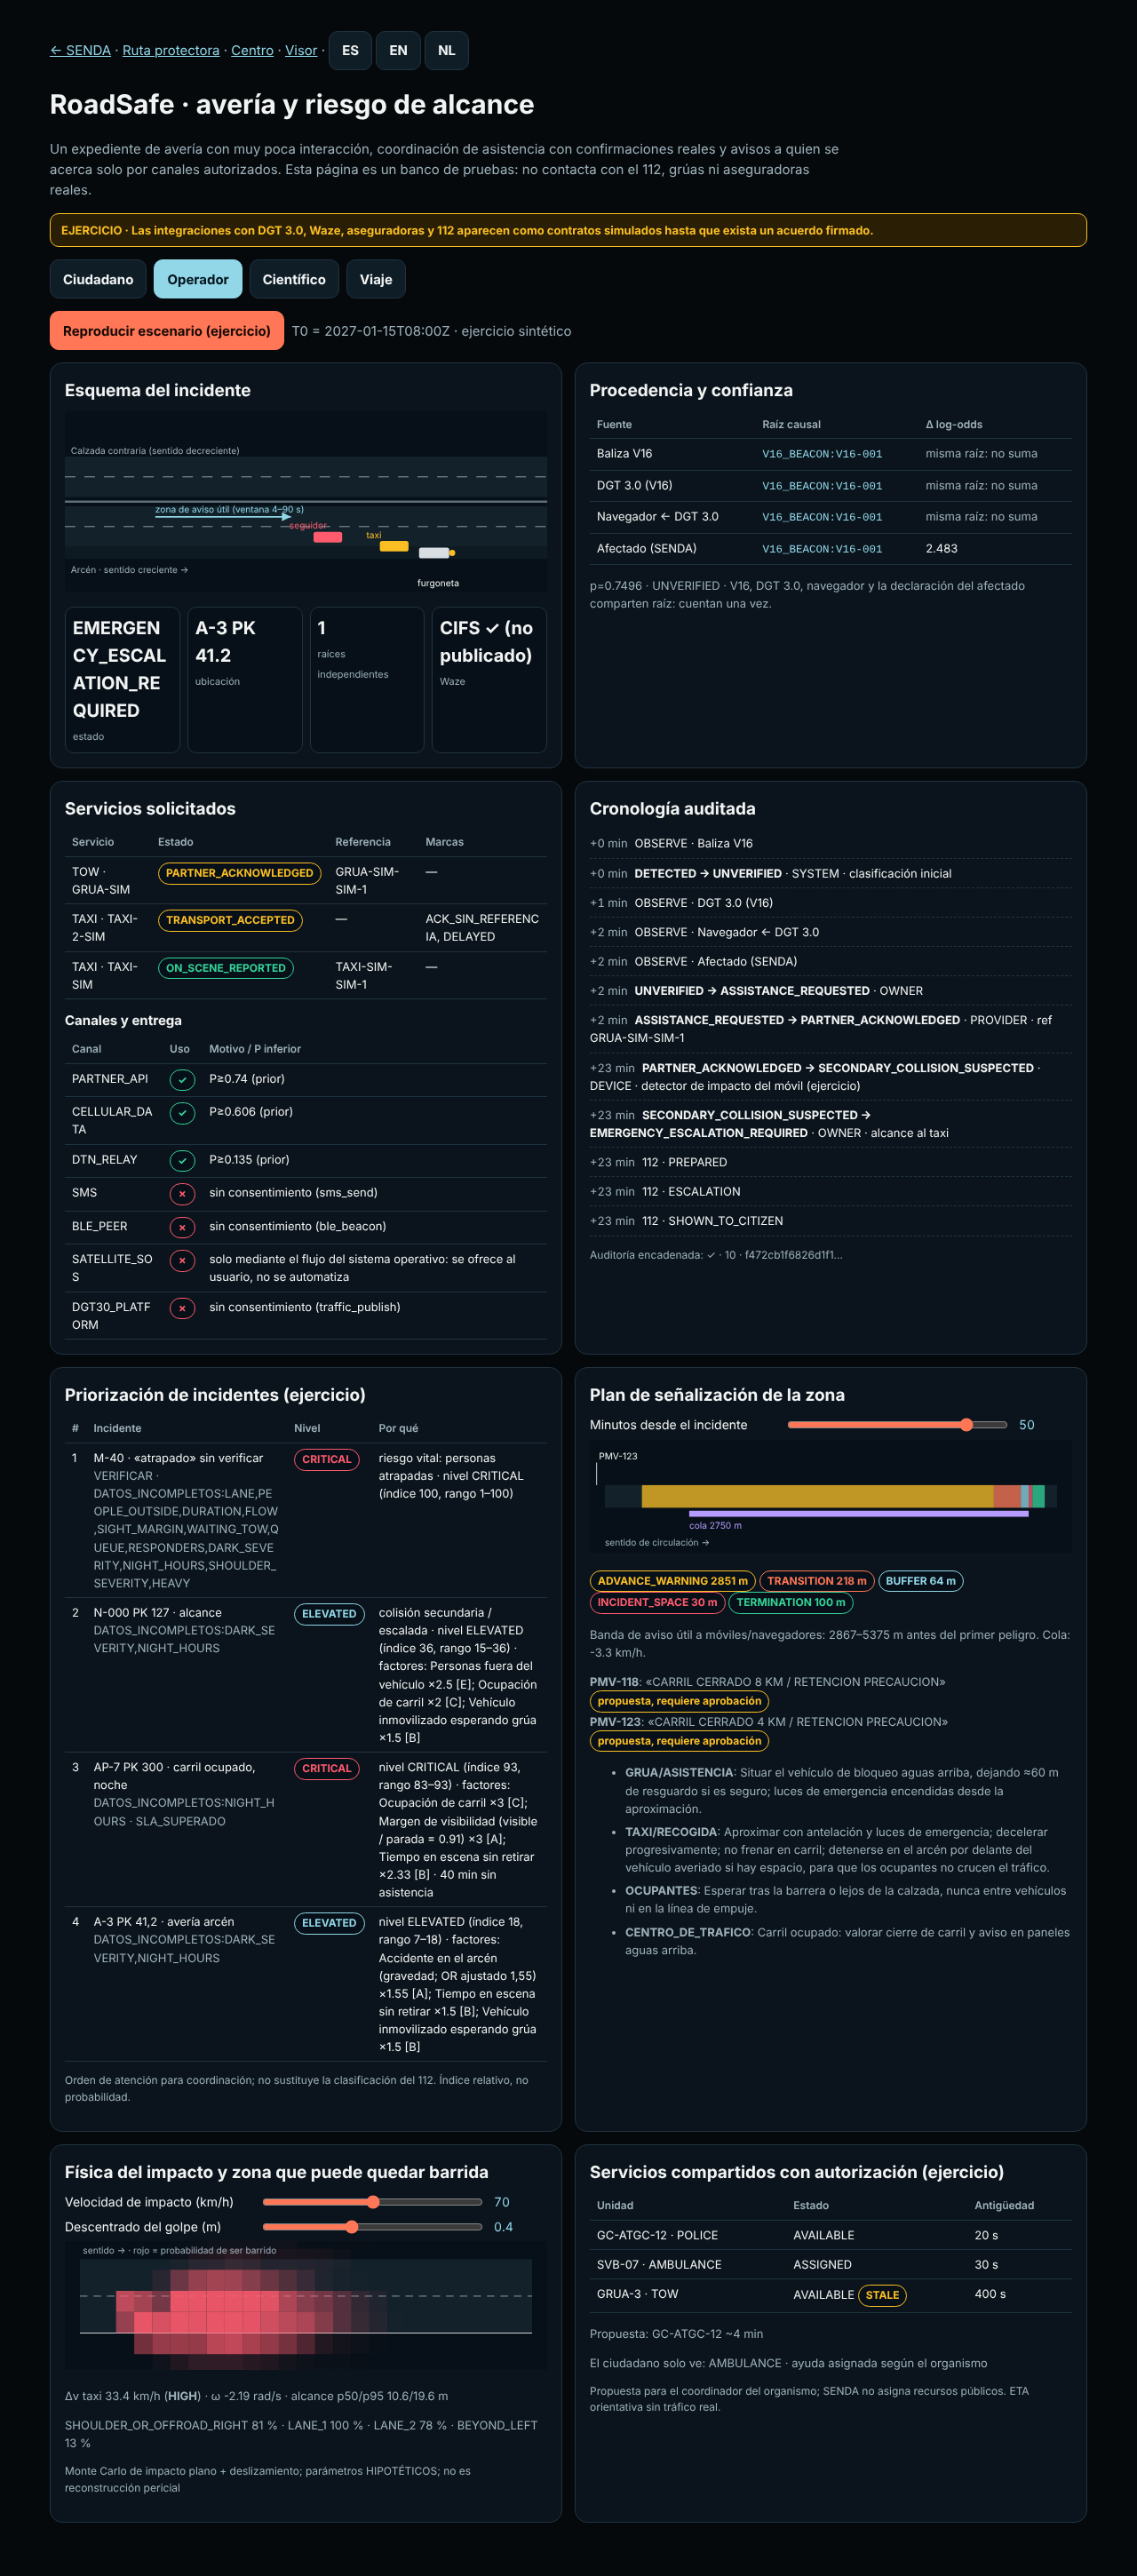 ← SENDA · Ruta protectora · Centro · Visor · ES EN NL
RoadSafe · avería y riesgo de alcance
Un expediente de avería con muy poca interacción, coordinación de asistencia con confirmaciones reales y avisos a quien se
acerca solo por canales autorizados. Esta página es un banco de pruebas: no contacta con el 112, grúas ni aseguradoras
reales.
EJERCICIO · Las integraciones con DGT 3.0, Waze, aseguradoras y 112 aparecen como contratos simulados hasta que exista un acuerdo firmado.
Ciudadano Operador Científico Viaje
Reproducir escenario (ejercicio) T0 = 2027-01-15T08:00Z · ejercicio sintético
Esquema del incidente
Calzada contraria (sentido decreciente)
zona de aviso útil (ventana 4–90 s)
seguidor
taxi
Arcén · sentido creciente →
furgoneta
EMERGEN
CY_ESCAL
ATION_RE
QUIRED
estado
A-3 PK
41.2
ubicación
1
raíces
independientes
CIFS ✓ (no
publicado)
Waze
Procedencia y confianza
Fuente Raíz causal Δ log-odds
Baliza V16 V16_BEACON:V16-001 misma raíz: no suma
DGT 3.0 (V16) V16_BEACON:V16-001 misma raíz: no suma
Navegador ← DGT 3.0 V16_BEACON:V16-001 misma raíz: no suma
Afectado (SENDA) V16_BEACON:V16-001 2.483
p=0.7496 · UNVERIFIED · V16, DGT 3.0, navegador y la declaración del afectado
comparten raíz: cuentan una vez.
Servicios solicitados
Servicio Estado Referencia Marcas
TOW · PARTNER_ACKNOWLEDGED GRUA-SIM- —
GRUA-SIM SIM-1
TAXI · TAXI- TRANSPORT_ACCEPTED — ACK_SIN_REFERENC
2-SIM IA, DELAYED
TAXI · TAXI- ON_SCENE_REPORTED TAXI-SIM- —
SIM SIM-1
Canales y entrega
Canal Uso Motivo / P inferior
PARTNER_API ✓ P≥0.74 (prior)
CELLULAR_DA ✓ P≥0.606 (prior)
TA
DTN_RELAY ✓ P≥0.135 (prior)
SMS × sin consentimiento (sms_send)
BLE_PEER × sin consentimiento (ble_beacon)
SATELLITE_SO × solo mediante el flujo del sistema operativo: se ofrece al
S usuario, no se automatiza
DGT30_PLATF × sin consentimiento (traffic_publish)
ORM
Cronología auditada
+0 min OBSERVE · Baliza V16
+0 min DETECTED → UNVERIFIED · SYSTEM · clasificación inicial
+1 min OBSERVE · DGT 3.0 (V16)
+2 min OBSERVE · Navegador ← DGT 3.0
+2 min OBSERVE · Afectado (SENDA)
+2 min UNVERIFIED → ASSISTANCE_REQUESTED · OWNER
+2 min ASSISTANCE_REQUESTED → PARTNER_ACKNOWLEDGED · PROVIDER · ref
GRUA-SIM-SIM-1
+23 min PARTNER_ACKNOWLEDGED → SECONDARY_COLLISION_SUSPECTED ·
DEVICE · detector de impacto del móvil (ejercicio)
+23 min SECONDARY_COLLISION_SUSPECTED →
EMERGENCY_ESCALATION_REQUIRED · OWNER · alcance al taxi
+23 min 112 · PREPARED
+23 min 112 · ESCALATION
+23 min 112 · SHOWN_TO_CITIZEN
Auditoría encadenada: ✓ · 10 · f472cb1f6826d1f1…
Priorización de incidentes (ejercicio)
# Incidente Nivel Por qué
1 M-40 · «atrapado» sin verificar CRITICAL riesgo vital: personas
VERIFICAR · atrapadas · nivel CRITICAL
DATOS_INCOMPLETOS:LANE,PE (índice 100, rango 1–100)
OPLE_OUTSIDE,DURATION,FLOW
,SIGHT_MARGIN,WAITING_TOW,Q
UEUE,RESPONDERS,DARK_SEVE
RITY,NIGHT_HOURS,SHOULDER_
SEVERITY,HEAVY
2 N-000 PK 127 · alcance ELEVATED colisión secundaria /
DATOS_INCOMPLETOS:DARK_SE escalada · nivel ELEVATED
VERITY,NIGHT_HOURS (índice 36, rango 15–36) ·
factores: Personas fuera del
vehículo ×2.5 [E]; Ocupación
de carril ×2 [C]; Vehículo
inmovilizado esperando grúa
×1.5 [B]
3 AP-7 PK 300 · carril ocupado, CRITICAL nivel CRITICAL (índice 93,
noche rango 83–93) · factores:
DATOS_INCOMPLETOS:NIGHT_H Ocupación de carril ×3 [C];
OURS · SLA_SUPERADO Margen de visibilidad (visible
/ parada = 0.91) ×3 [A];
Tiempo en escena sin retirar
×2.33 [B] · 40 min sin
asistencia
4 A-3 PK 41,2 · avería arcén ELEVATED nivel ELEVATED (índice 18,
DATOS_INCOMPLETOS:DARK_SE rango 7–18) · factores:
VERITY,NIGHT_HOURS Accidente en el arcén
(gravedad; OR ajustado 1,55)
×1.55 [A]; Tiempo en escena
sin retirar ×1.5 [B]; Vehículo
inmovilizado esperando grúa
×1.5 [B]
Orden de atención para coordinación; no sustituye la clasificación del 112. Índice relativo, no
probabilidad.
Plan de señalización de la zona
Minutos desde el incidente 50
PMV-123
cola 2750 m
sentido de circulación →
ADVANCE_WARNING 2851 m TRANSITION 218 m BUFFER 64 m
INCIDENT_SPACE 30 m TERMINATION 100 m
Banda de aviso útil a móviles/navegadores: 2867–5375 m antes del primer peligro. Cola:
-3.3 km/h.
PMV-118: «CARRIL CERRADO 8 KM / RETENCION PRECAUCION»
propuesta, requiere aprobación
PMV-123: «CARRIL CERRADO 4 KM / RETENCION PRECAUCION»
propuesta, requiere aprobación
• GRUA/ASISTENCIA: Situar el vehículo de bloqueo aguas arriba, dejando ≈60 m
de resguardo si es seguro; luces de emergencia encendidas desde la
aproximación.
• TAXI/RECOGIDA: Aproximar con antelación y luces de emergencia; decelerar
progresivamente; no frenar en carril; detenerse en el arcén por delante del
vehículo averiado si hay espacio, para que los ocupantes no crucen el tráfico.
• OCUPANTES: Esperar tras la barrera o lejos de la calzada, nunca entre vehículos
ni en la línea de empuje.
• CENTRO_DE_TRAFICO: Carril ocupado: valorar cierre de carril y aviso en paneles
aguas arriba.
Física del impacto y zona que puede quedar barrida
Velocidad de impacto (km/h) 70
Descentrado del golpe (m) 0.4
sentido → · rojo = probabilidad de ser barrido
Δv taxi 33.4 km/h (HIGH) · ω -2.19 rad/s · alcance p50/p95 10.6/19.6 m
SHOULDER_OR_OFFROAD_RIGHT 81 % · LANE_1 100 % · LANE_2 78 % · BEYOND_LEFT
13 %
Monte Carlo de impacto plano + deslizamiento; parámetros HIPOTÉTICOS; no es
reconstrucción pericial
Servicios compartidos con autorización (ejercicio)
Unidad Estado Antigüedad
GC-ATGC-12 · POLICE AVAILABLE 20 s
SVB-07 · AMBULANCE ASSIGNED 30 s
GRUA-3 · TOW AVAILABLE STALE 400 s
Propuesta: GC-ATGC-12 ~4 min
El ciudadano solo ve: AMBULANCE · ayuda asignada según el organismo
Propuesta para el coordinador del organismo; SENDA no asigna recursos públicos. ETA
orientativa sin tráfico real.